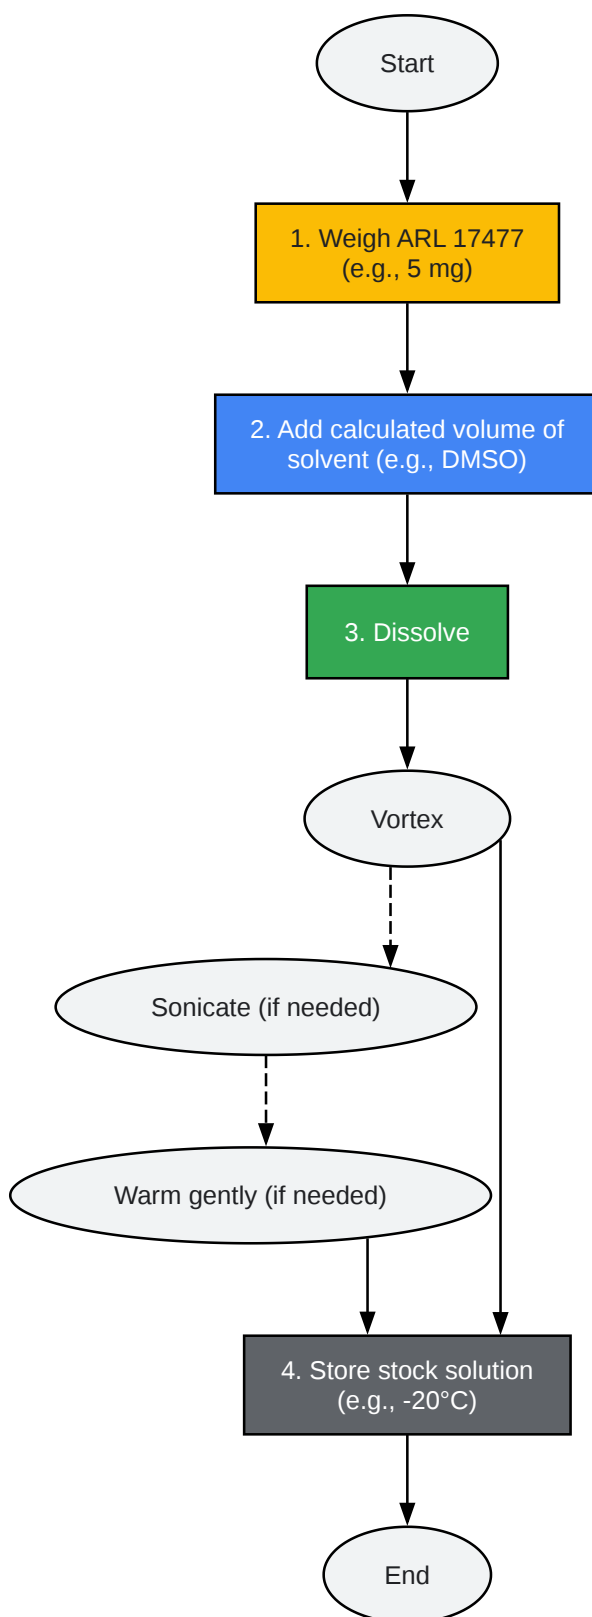 Start
1. Weigh ARL 17477
(e.g., 5 mg)
2. Add calculated volume of
solvent (e.g., DMSO)
3. Dissolve
Vortex
Sonicate (if needed)
Warm gently (if needed)
4. Store stock solution
(e.g., -20°C)
End